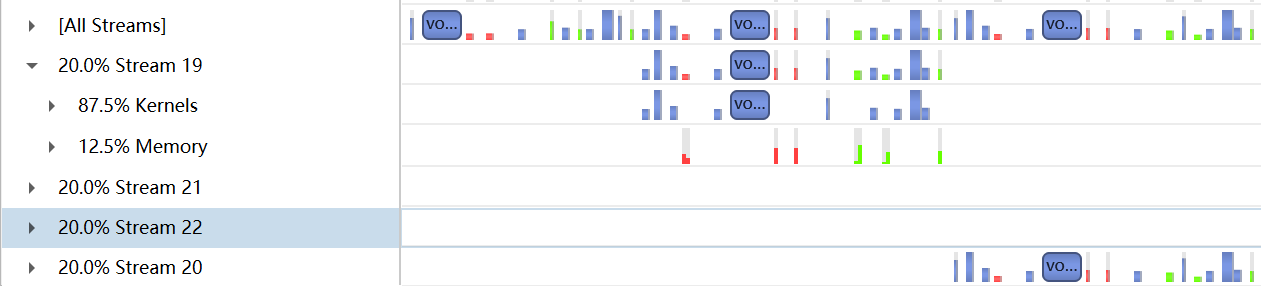 [All Streams] vo... vo... vo...
20.0% Stream 19 vo...
87.5% Kernels vo...
12.5% Memory
20.0% Stream 21
20.0% Stream 22
20.0% Stream 20 vo...